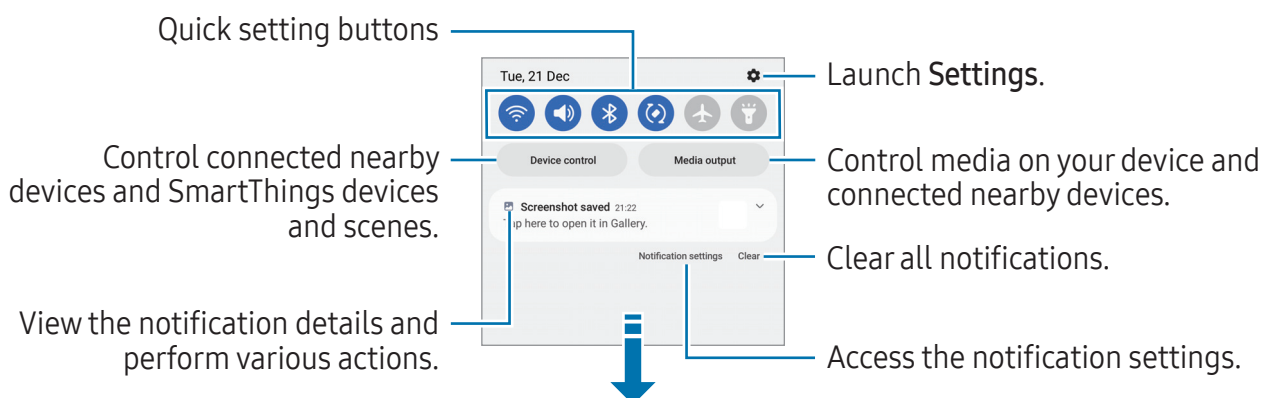 Quick setting buttons
Tue, 21 Dec
Launch Settings.
Control connected nearby
devices and SmartThings devices
and scenes.
Device control
Media output
Control media on your device and
connected nearby devices.
Screenshot saved 21:22
Tap here to open it in Gallery.
Notification settings
Clear
Clear all notifications.
View the notification details and
perform various actions.
Access the notification settings.